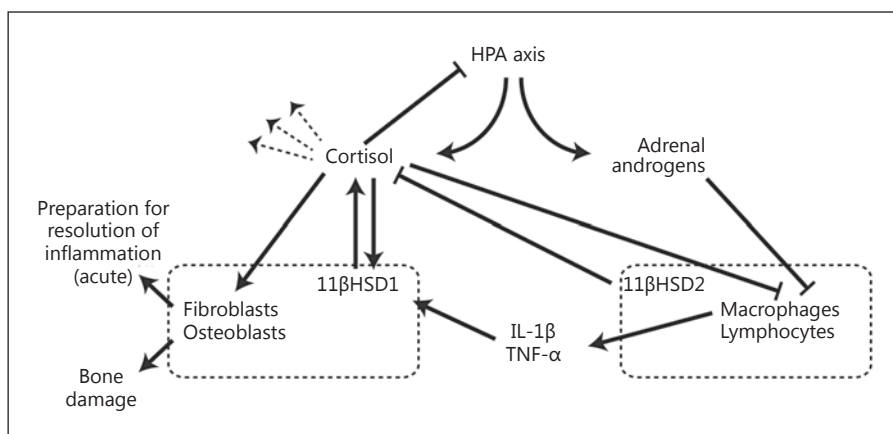 HPA axis
Cortisol
Adrenal
androgens
Preparation for
resolution of
inflammation
(acute)
11βHSD1
11βHSD2
Fibroblasts
Osteoblasts
IL-1β
TNF-α
Macrophages
Lymphocytes
Bone
damage